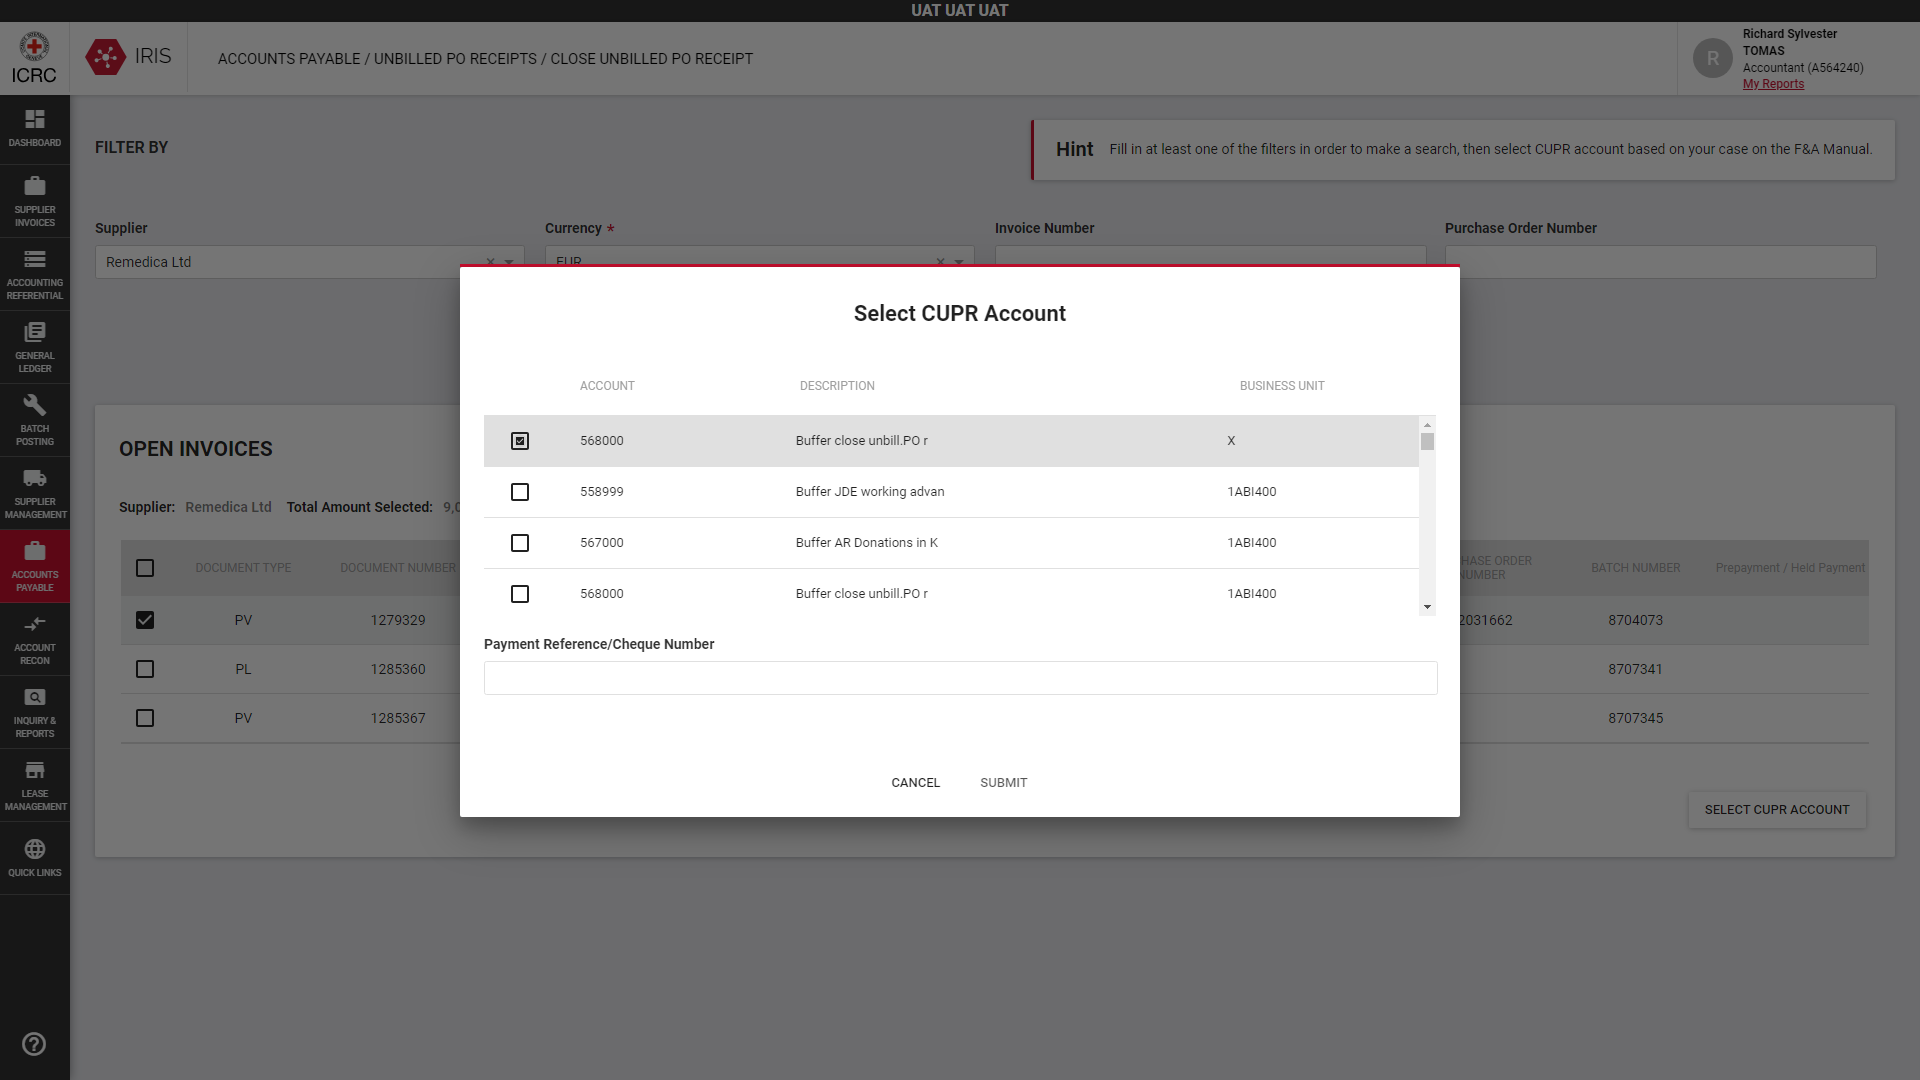 UAT UAT UAT
ICRC
IRIS
ACCOUNTS PAYABLE / UNBILLED PO RECEIPTS / CLOSE UNBILLED PO RECEIPT
R
Richard Sylvester
TOMAS
Accountant (A564240)
My Reports
DASHBOARD
SUPPLIER
INVOICES
ACCOUNTING
REFERENTIAL
GENERAL
LEDGER
BATCH
POSTING
SUPPLIER
MANAGEMENT
ACCOUNTS
PAYABLE
ACCOUNT
RECON
INQUIRY &
REPORTS
LEASE
MANAGEMENT
QUICK LINKS
FILTER BY
Hint Fill in at least one of the filters in order to make a search, then select CUPR account based on your case on the F&A Manual.
Supplier Currency * Invoice Number Purchase Order Number
Remedica Ltd EUR
Select CUPR Account
ACCOUNT DESCRIPTION BUSINESS UNIT
568000 Buffer close unbill.PO r X
558999 Buffer JDE working advan 1ABI400
567000 Buffer AR Donations in K 1ABI400
568000 Buffer close unbill.PO r 1ABI400
Payment Reference/Cheque Number
CANCEL SUBMIT
OPEN INVOICES
Supplier: Remedica Ltd Total Amount Selected: 9,0
DOCUMENT TYPE DOCUMENT NUMBER HASE ORDER NUMBER BATCH NUMBER Prepayment / Held Payment
PV 1279329 2031662 8704073
PL 1285360 8707341
PV 1285367 8707345
SELECT CUPR ACCOUNT